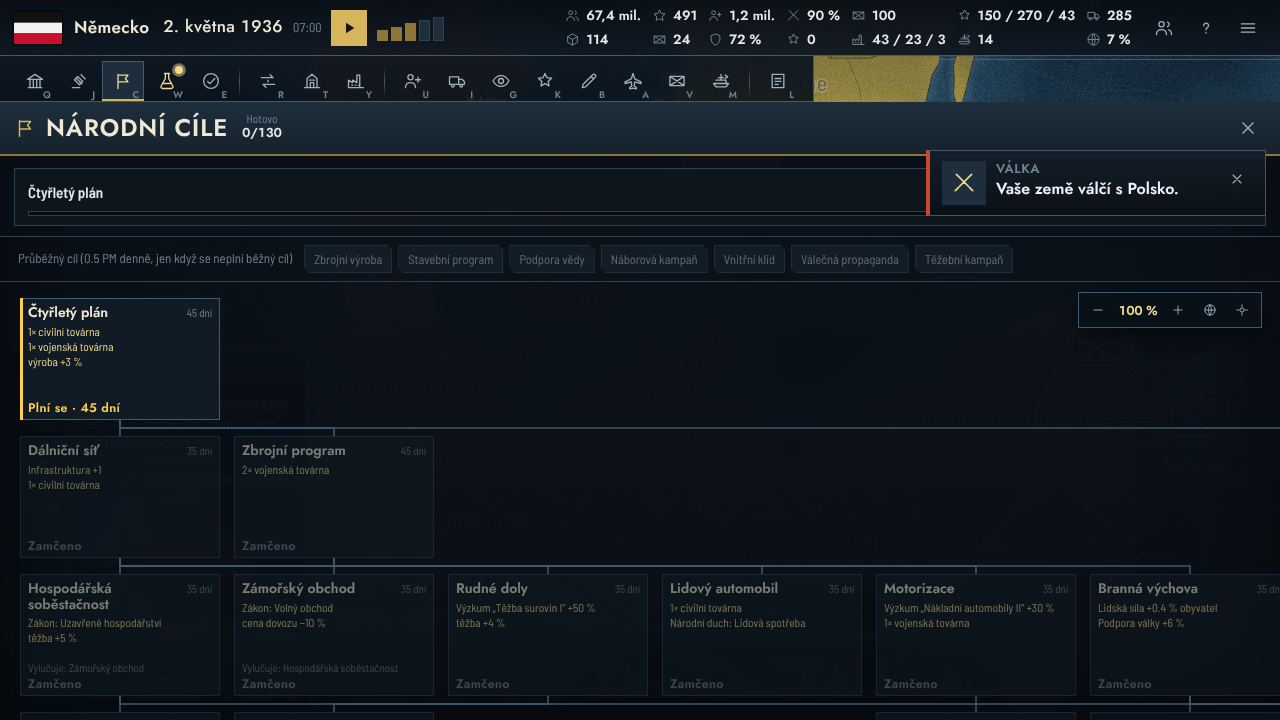 Německo
2. května 1936
07:00
67,4 mil.
491
1,2 mil.
90 %
100
150 / 270 / 43
285
114
24
72 %
0
43 / 23 / 3
14
7 %
?
Q
J
C
W
E
R
T
Y
U
I
G
K
B
A
V
M
L
NÁRODNÍ CÍLE
Hotovo
0/130
VÁLKA
Vaše země válčí s Polsko.
Čtyřletý plán
Průběžný cíl (0.5 PM denně, jen když se neplní běžný cíl)
Zbrojní výroba
Stavební program
Podpora vědy
Náborová kampaň
Vnitřní klid
Válečná propaganda
Těžební kampaň
100 %
Čtyřletý plán
45 dní
1× civilní továrna
1× vojenská továrna
výroba +3 %
Plní se · 45 dní
Dálniční síť
35 dní
Infrastruktura +1
1× civilní továrna
Zamčeno
Zbrojní program
45 dní
2× vojenská továrna
Zamčeno
Hospodářská soběstačnost
35 dní
Zákon: Uzavřené hospodářství
těžba +5 %
Vylučuje: Zámořský obchod
Zamčeno
Zámořský obchod
35 dní
Zákon: Volný obchod
cena dovozu −10 %
Vylučuje: Hospodářská soběstačnost
Zamčeno
Rudné doly
35 dní
Výzkum „Těžba surovin I" +50 %
těžba +4 %
Zamčeno
Lidový automobil
35 dní
1× civilní továrna
Národní duch: Lidová spotřeba
Zamčeno
Motorizace
35 dní
Výzkum „Nákladní automobily II" +30 %
1× vojenská továrna
Zamčeno
Branná výchova
35 dn
Lidská síla +0.4 % obyvatel
Podpora války +6 %
Zamčeno